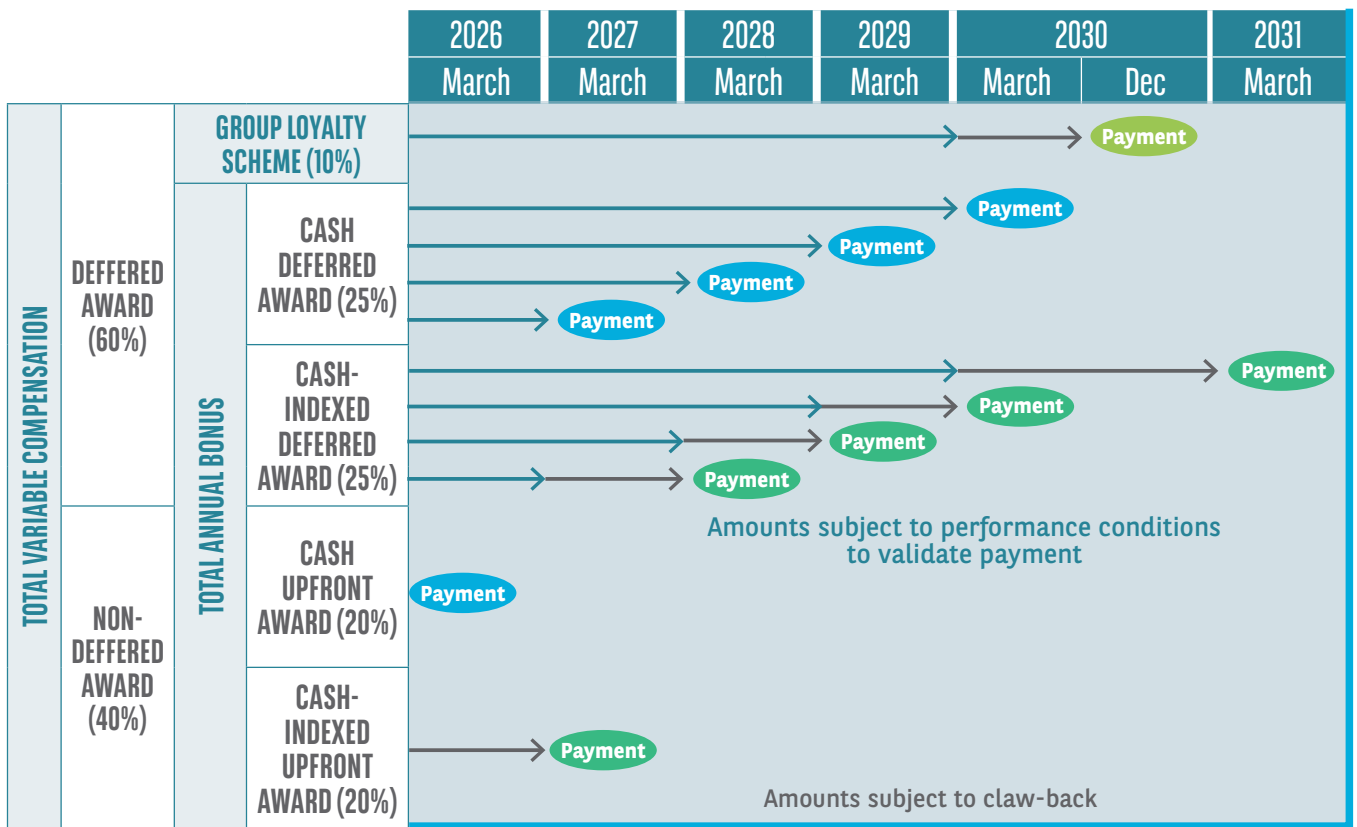 2026 2027 2028 2029 2030 2031
March March March March March Dec March
TOTAL VARIABLE COMPENSATION
DEFFERED
AWARD
(60%)
GROUP LOYALTY
SCHEME (10%)
Payment
TOTAL ANNUAL BONUS
CASH
DEFERRED
AWARD (25%)
Payment
Payment
Payment
Payment
CASH-
INDEXED
DEFERRED
AWARD (25%)
Payment
Payment
Payment
Payment
Amounts subject to performance conditions
to validate payment
NON-
DEFFERED
AWARD
(40%)
CASH
UPFRONT
AWARD (20%)
Payment
CASH-
INDEXED
UPFRONT
AWARD (20%)
Payment
Amounts subject to claw-back